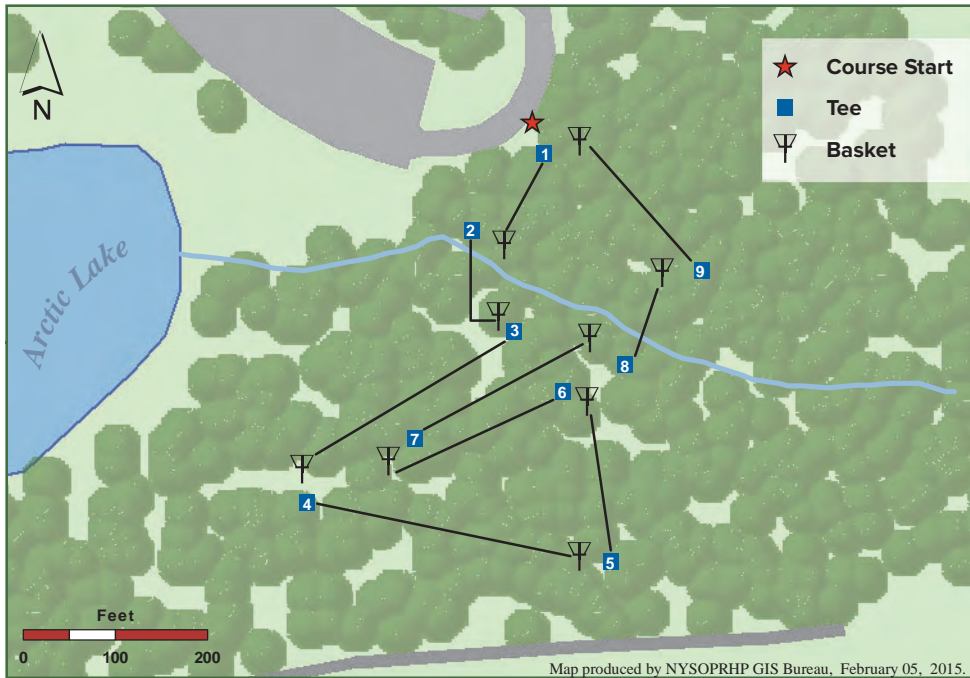 N
Course Start
Tee
Basket
1
2
9
3
8
6
7
4
5
Arctic Lake
Feet
0 100 200
Map produced by NYSOPRHP GIS Bureau, February 05, 2015.